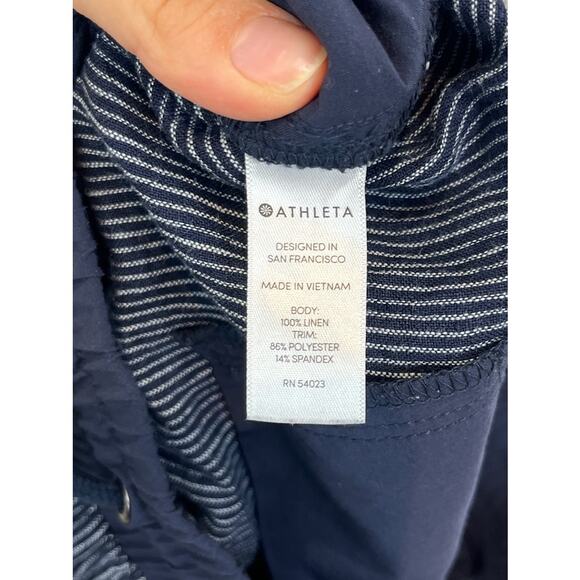 ATHLETA
DESIGNED IN
SAN FRANCISCO
MADE IN VIETNAM
BODY:
100% LINEN
TRIM:
86% POLYESTER
14% SPANDEX
RN 54023